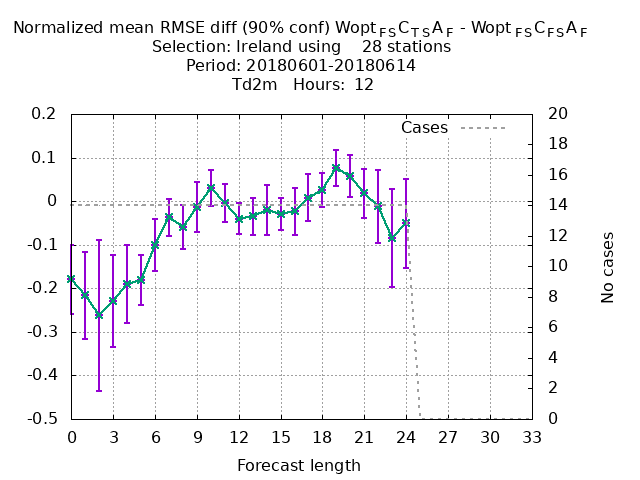 Normalized mean RMSE diff (90% conf) Wopt FS C TS A F - Wopt FS C FS A F
Selection: Ireland using 28 stations
Period: 20180601-20180614
Td2m Hours: 12
Cases
0.2
0.1
0
-0.1
-0.2
-0.3
-0.4
-0.5
20
18
16
14
12
10
8
6
4
2
0
No cases
0 3 6 9 12 15 18 21 24 27 30 33
Forecast length